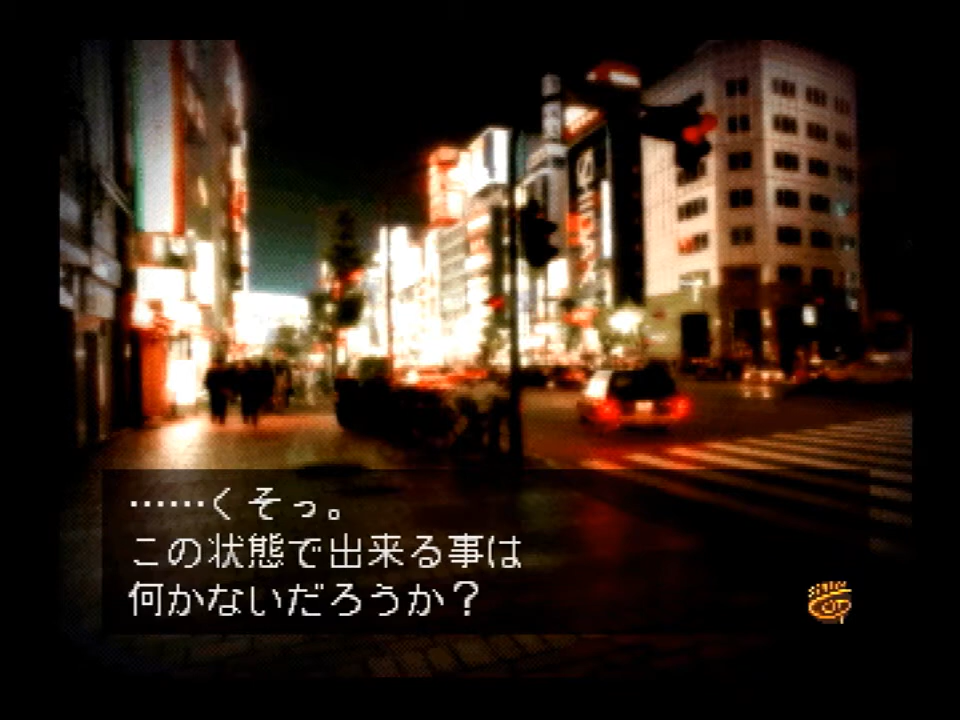 ……くそっ。
この状態で出来る事は
何かないだろうか？